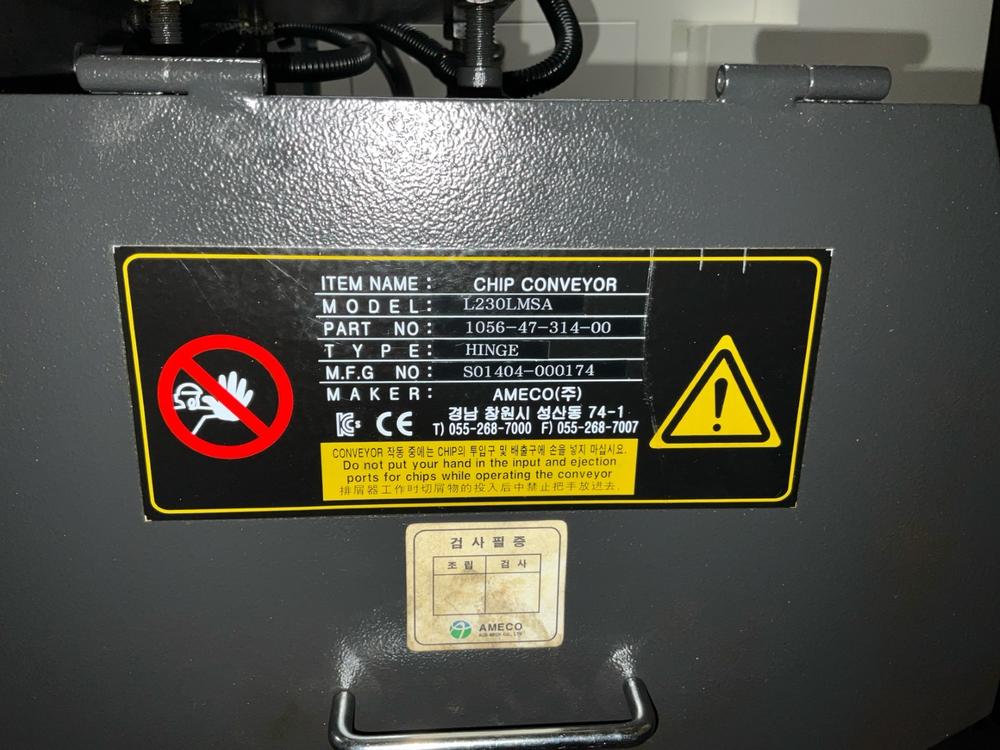 ITEM NAME : CHIP CONVEYOR
MODEL: L230LMSA
PART NO: 1056-47-314-00
TYPE: HINGE
M.F.G NO: S01404-000174
MAKER: AMECO(주)
경남 창원시 성산동 74-1
T) 055-268-7000 F) 055-268-7007
CONVEYOR 작동 중에는 CHIP의 투입구 및 배출구에 손을 넣지 마십시요.
Do not put your hand in the input and ejection
ports for chips while operating the conveyor
排屑器工作时切屑物的投入后中禁止把手放进去.
검사필증
조립 검사
AMECO